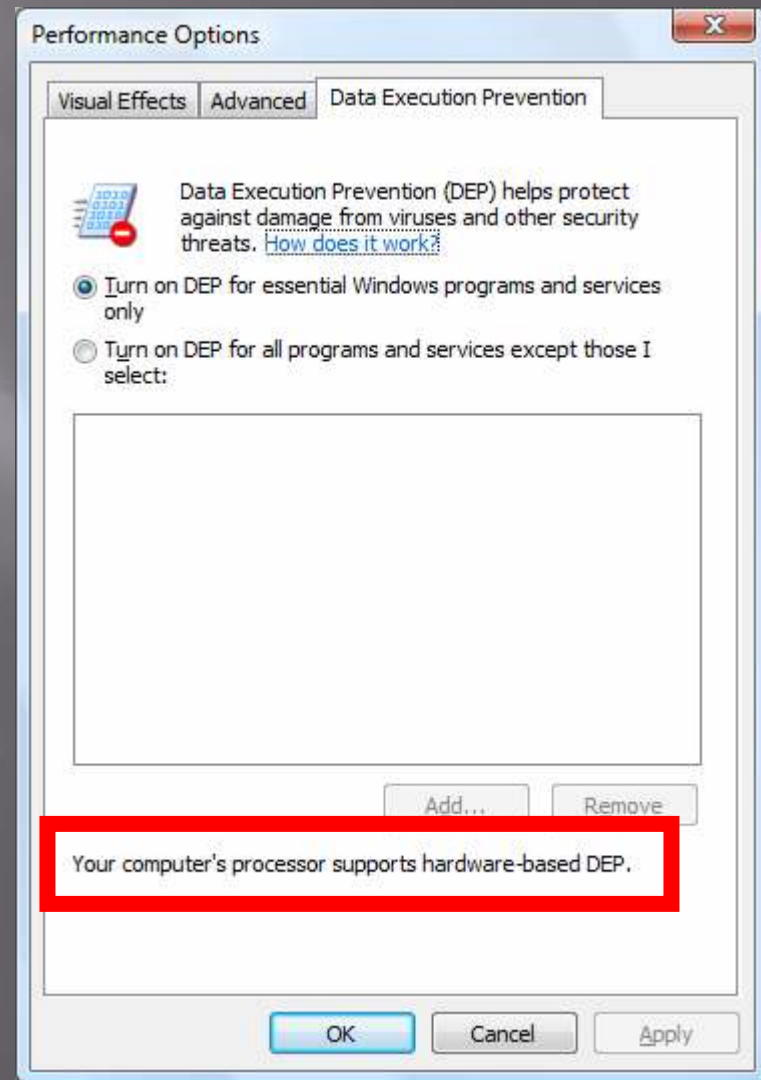 Performance Options
Visual Effects
Advanced
Data Execution Prevention
Data Execution Prevention (DEP) helps protect
against damage from viruses and other security
threats. How does it work?
Turn on DEP for essential Windows programs and services
only
Turn on DEP for all programs and services except those I
select:
Add...
Remove
Your computer's processor supports hardware-based DEP.
OK
Cancel
Apply